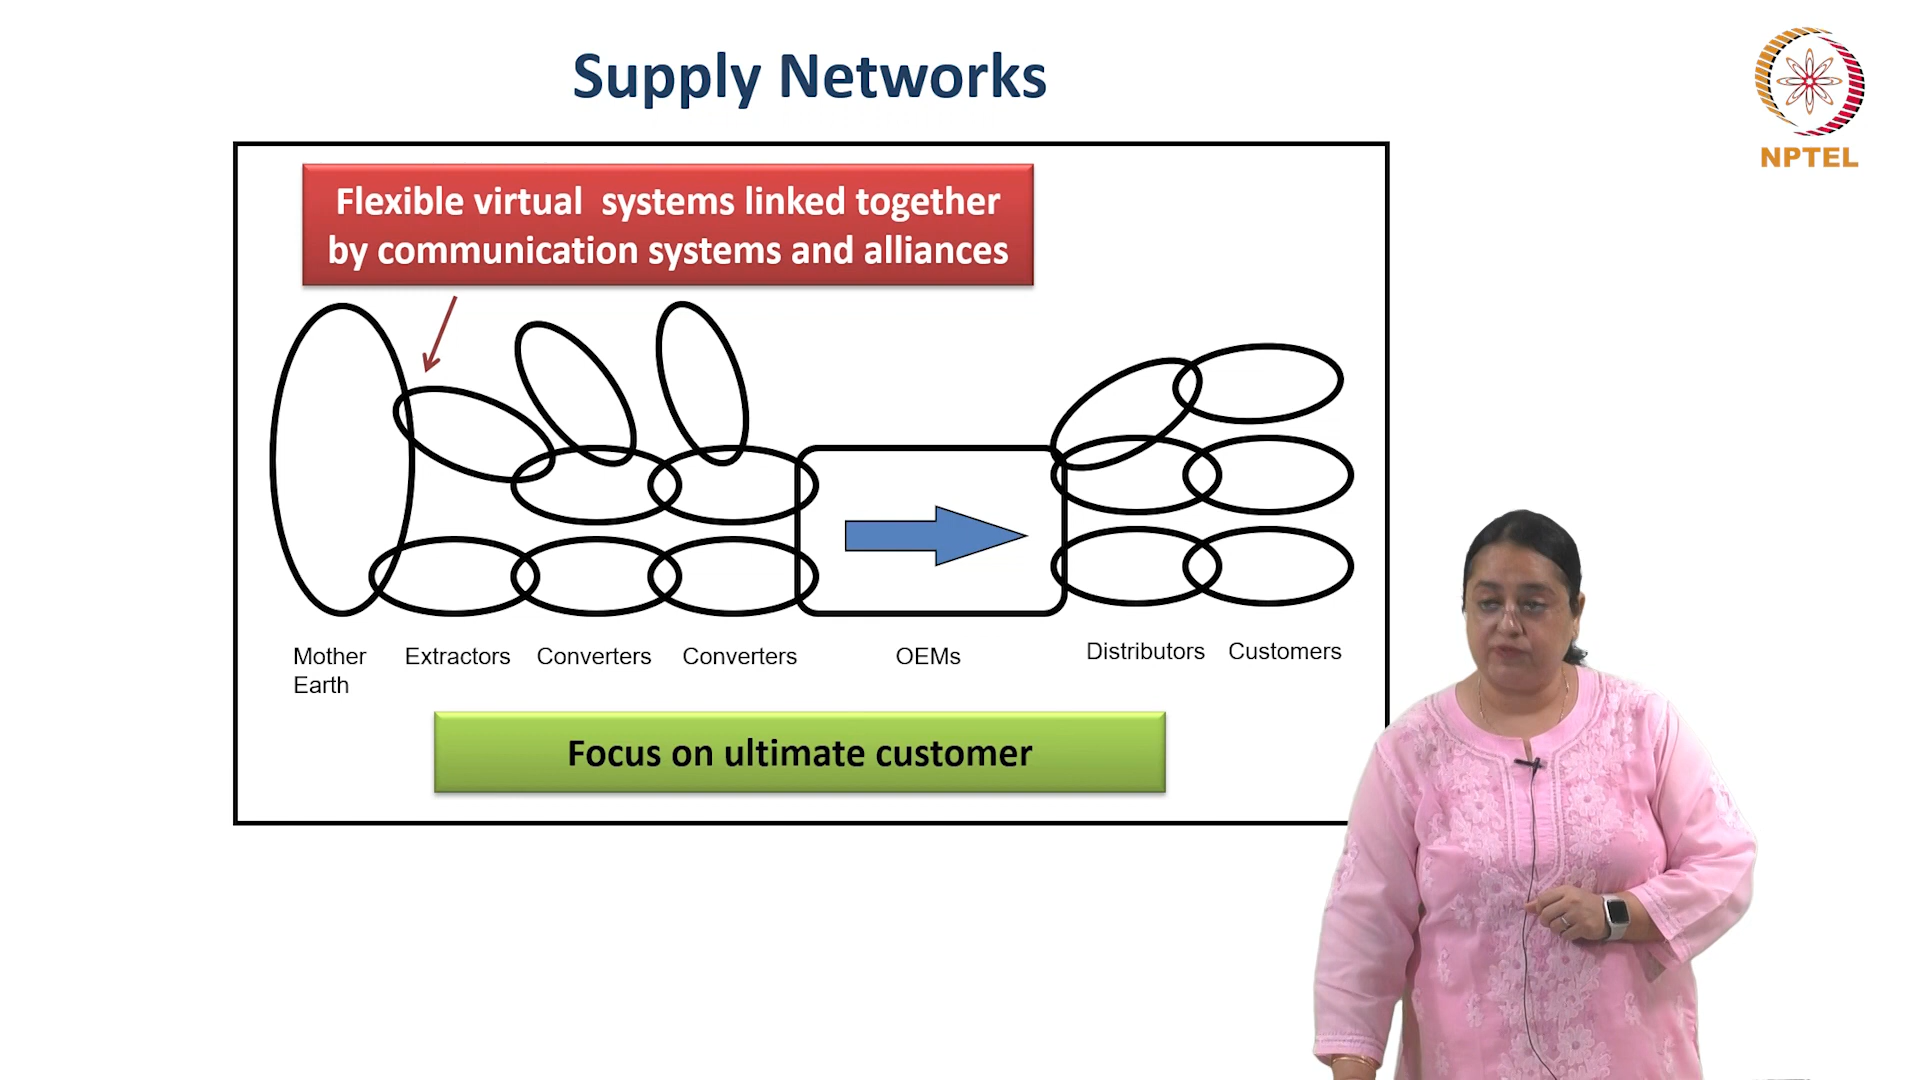 Supply Networks
NPTEL
Flexible virtual systems linked together
by communication systems and alliances
Mother
Earth
Extractors
Converters
Converters
OEMs
Distributors
Customers
Focus on ultimate customer